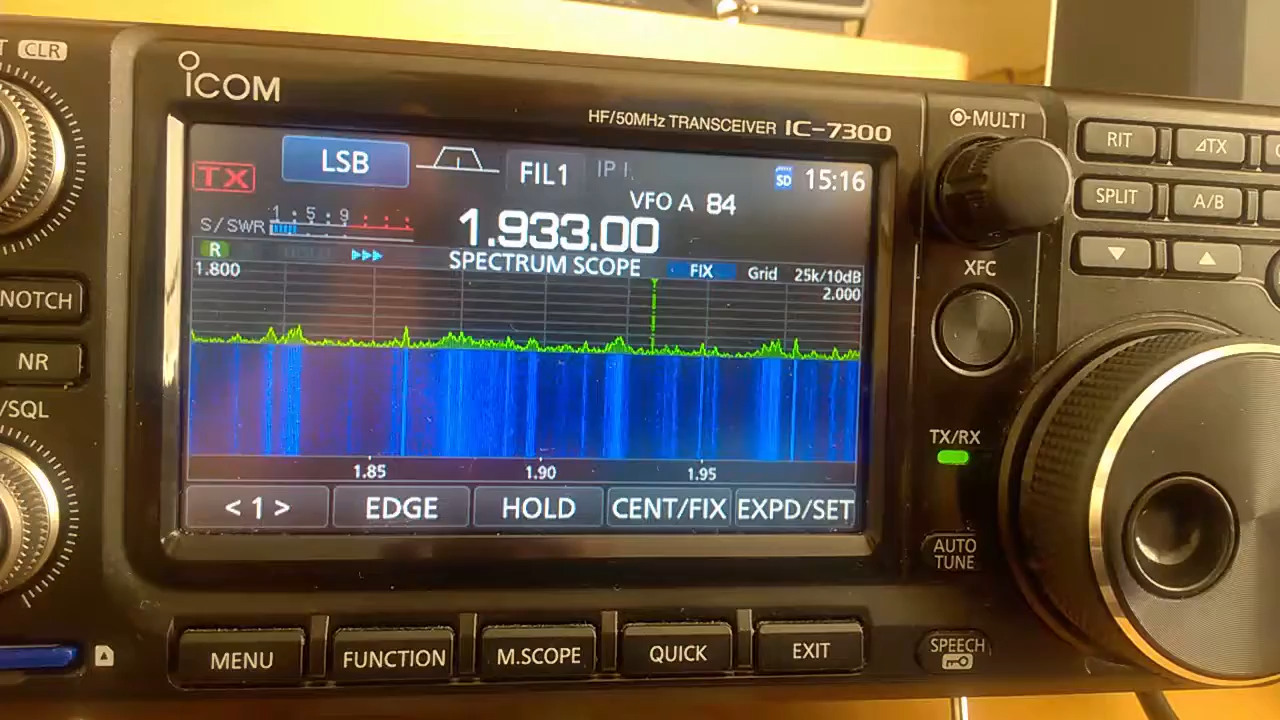 T CLR
ICOM
HF/50MHz TRANSCEIVER IC-7300
MULTI
RIT
⊿TX
SPLIT
A/B
▼
▲
XFC
TX/RX
AUTO
TUNE
SPEECH
NOTCH
NR
/SQL
TX
LSB
FIL1
IP
SD
15:16
VFO A 84
S/SWR 1 5 9
1.933.00
R
HOLD
SPECTRUM SCOPE
FIX
Grid
25k/10dB
1.800
2.000
1.85
1.90
1.95
< 1 >
EDGE
HOLD
CENT/FIX
EXPD/SET
MENU
FUNCTION
M.SCOPE
QUICK
EXIT